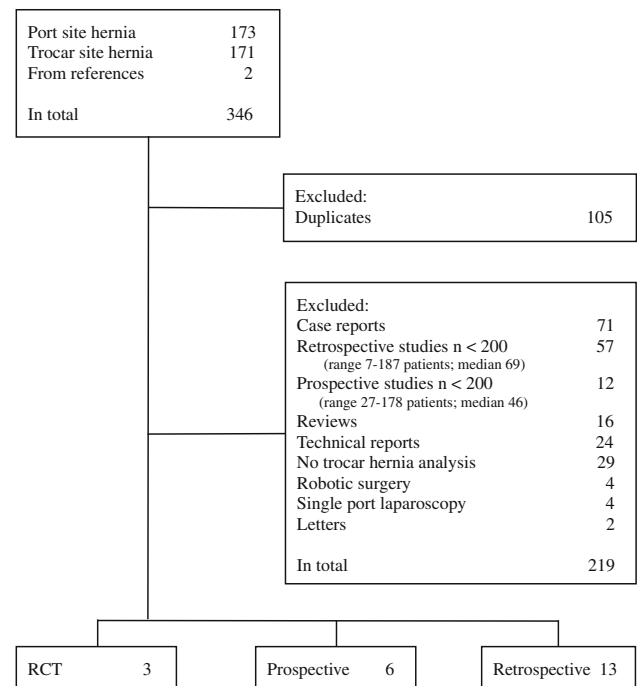 Port site hernia 173
Trocar site hernia 171
From references 2
In total 346
Excluded:
Duplicates 105
Excluded:
Case reports 71
Retrospective studies n < 200 57
(range 7-187 patients; median 69)
Prospective studies n < 200 12
(range 27-178 patients; median 46)
Reviews 16
Technical reports 24
No trocar hernia analysis 29
Robotic surgery 4
Single port laparoscopy 4
Letters 2
In total 219
RCT 3
Prospective 6
Retrospective 13